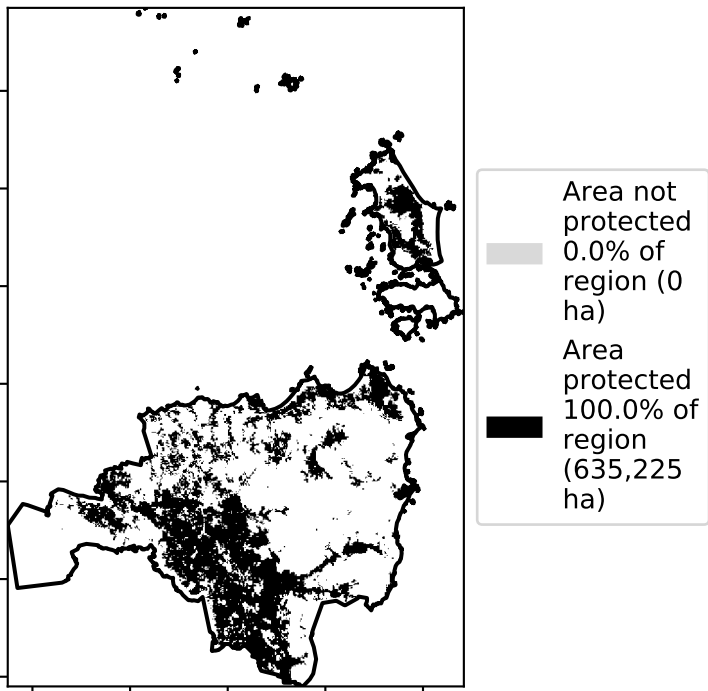 Area not
protected
0.0% of
region (0
ha)
Area
protected
100.0% of
region
(635,225
ha)